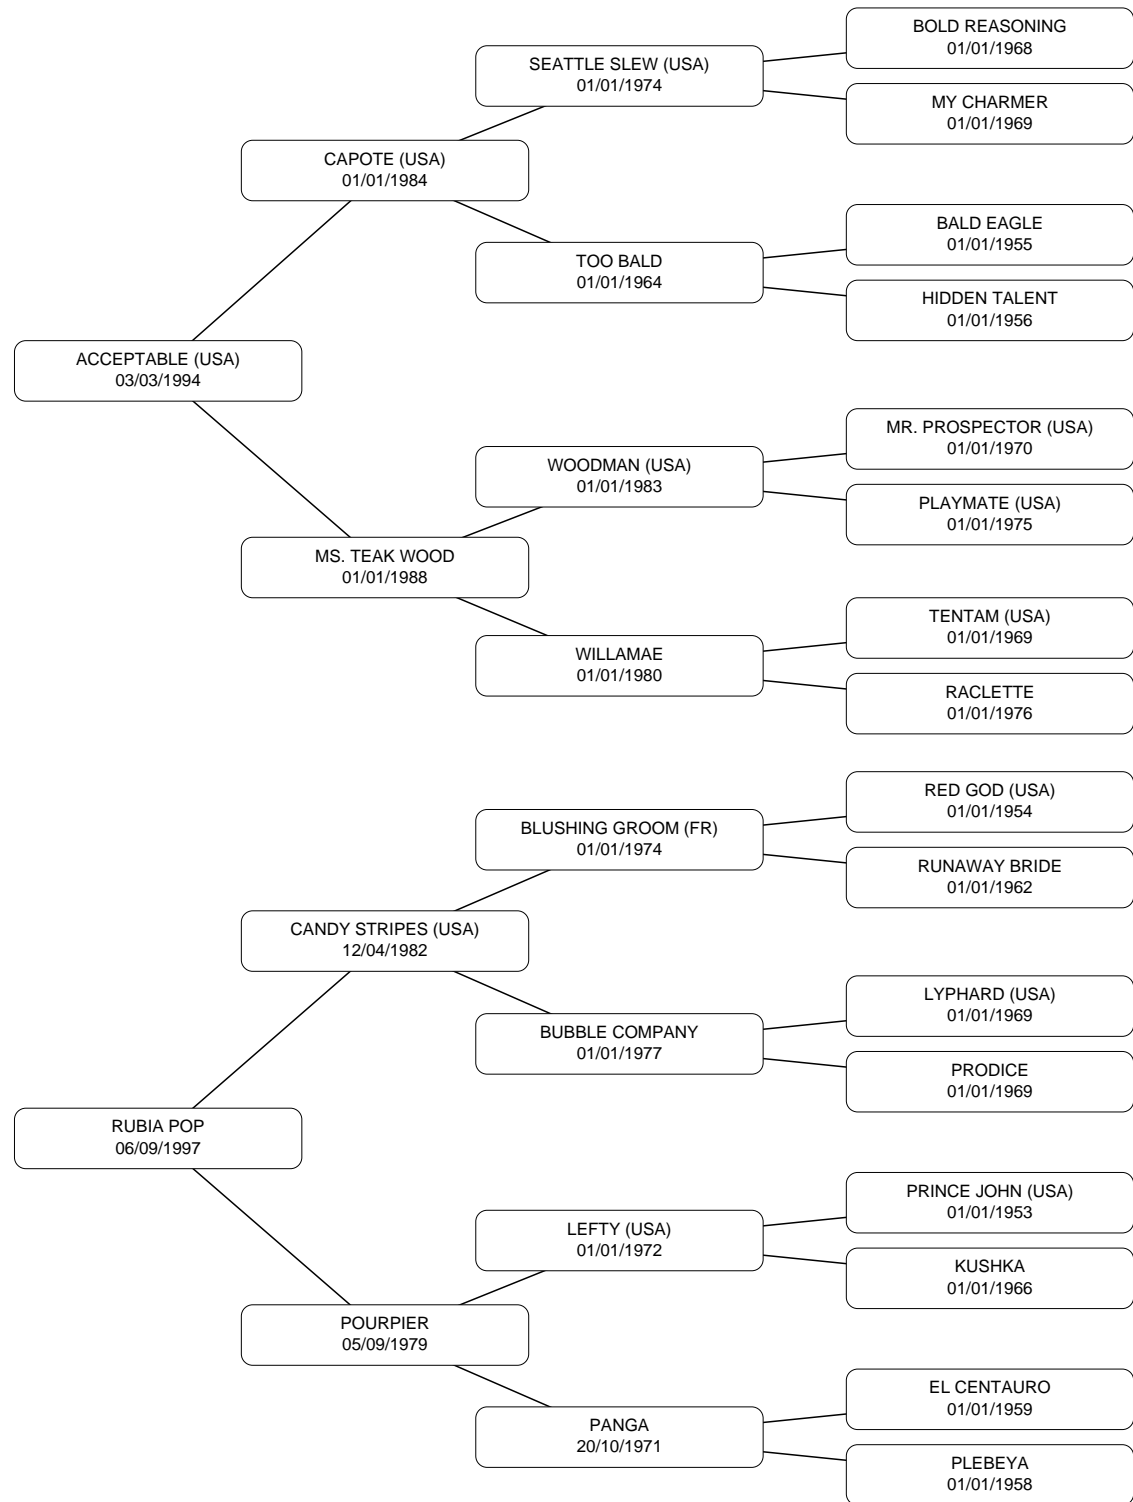 BOLD REASONING
01/01/1968
SEATTLE SLEW (USA)
01/01/1974
MY CHARMER
01/01/1969
CAPOTE (USA)
01/01/1984
BALD EAGLE
01/01/1955
TOO BALD
01/01/1964
HIDDEN TALENT
01/01/1956
ACCEPTABLE (USA)
03/03/1994
MR. PROSPECTOR (USA)
01/01/1970
WOODMAN (USA)
01/01/1983
PLAYMATE (USA)
01/01/1975
MS. TEAK WOOD
01/01/1988
TENTAM (USA)
01/01/1969
WILLAMAE
01/01/1980
RACLETTE
01/01/1976
RED GOD (USA)
01/01/1954
BLUSHING GROOM (FR)
01/01/1974
RUNAWAY BRIDE
01/01/1962
CANDY STRIPES (USA)
12/04/1982
LYPHARD (USA)
01/01/1969
BUBBLE COMPANY
01/01/1977
PRODICE
01/01/1969
RUBIA POP
06/09/1997
PRINCE JOHN (USA)
01/01/1953
LEFTY (USA)
01/01/1972
KUSHKA
01/01/1966
POURPIER
05/09/1979
EL CENTAURO
01/01/1959
PANGA
20/10/1971
PLEBEYA
01/01/1958